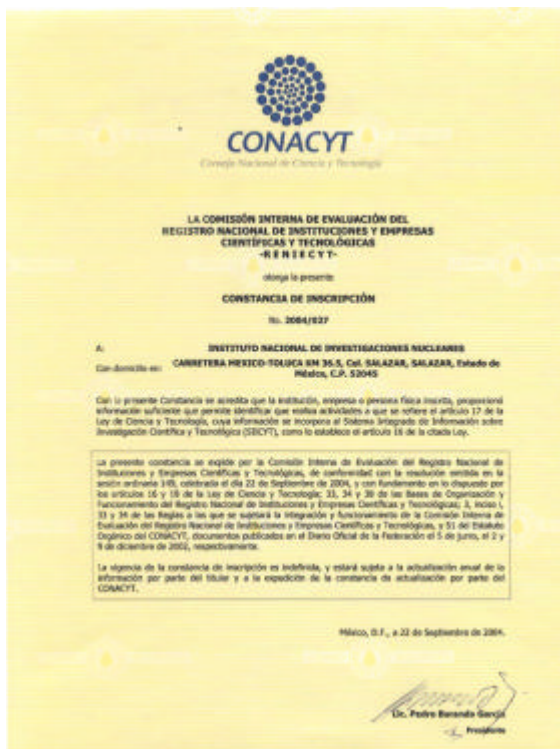 CONACYT
Consejo Nacional de Ciencia y Tecnología
LA COMISIÓN INTERNA DE EVALUACIÓN DEL
REGISTRO NACIONAL DE INSTITUCIONES Y EMPRESAS
CIENTÍFICAS Y TECNOLÓGICAS
-RENIECYT-
otorga la presente
CONSTANCIA DE INSCRIPCIÓN
No. 2004/027
A: INSTITUTO NACIONAL DE INVESTIGACIONES NUCLEARES
Con domicilio en: CARRETERA MEXICO-TOLUCA KM 36.5, Col. SALAZAR, SALAZAR, Estado de
México, C.P. 52045
Con la presente Constancia se acredita que la institución, empresa o persona física inscrita, proporcionó
información suficiente que permite identificar que realiza actividades a que se refiere el artículo 17 de la
Ley de Ciencia y Tecnología, cuya información se incorpora al Sistema Integrado de Información sobre
Investigación Científica y Tecnológica (SIICYT), como lo establece el artículo 16 de la citada Ley.
La presente constancia se expide por la Comisión Interna de Evaluación del Registro Nacional de
Instituciones y Empresas Científicas y Tecnológicas, de conformidad con la resolución emitida en la
sesión ordinaria 149, celebrada el día 22 de Septiembre de 2004, y con fundamento en lo dispuesto por
los artículos 16 y 18 de la Ley de Ciencia y Tecnología; 33, 34 y 38 de las Bases de Organización y
Funcionamiento del Registro Nacional de Instituciones y Empresas Científicas y Tecnológicas; 3, inciso I,
33 y 34 de las Reglas a las que se sujetará la integración y funcionamiento de la Comisión Interna de
Evaluación del Registro Nacional de Instituciones y Empresas Científicas y Tecnológicas, y 51 del Estatuto
Orgánico del CONACYT, documentos publicados en el Diario Oficial de la Federación el 5 de junio, el 2 y
9 de diciembre de 2002, respectivamente.
La vigencia de la constancia de inscripción es indefinida, y estará sujeta a la actualización anual de la
información por parte del titular y a la expedición de la constancia de actualización por parte del
CONACYT.
México, D.F., a 22 de Septiembre de 2004.
Lic. Pedro Baranda García
Presidente